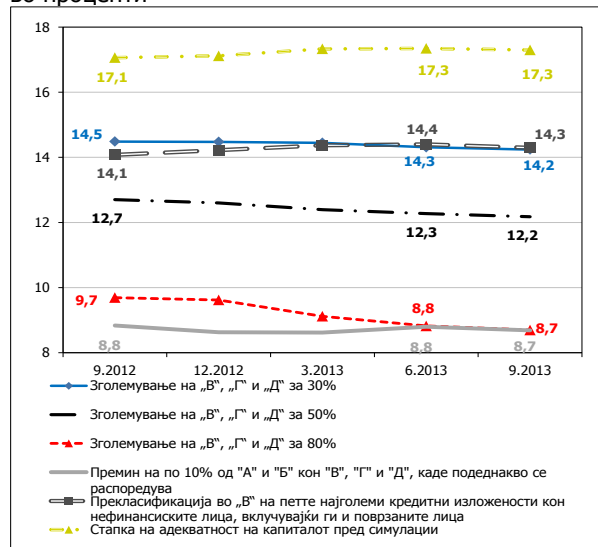 во проценти
18
16
14
12
10
8
17,1
17,3
17,3
14,5
14,4
14,3
14,1
14,3
14,2
12,7
12,3
12,2
9,7
8,8
8,7
8,8
8,8
8,7
9.2012 12.2012 3.2013 6.2013 9.2013
Зголемување на „В“, „Г“ и „Д“ за 30%
Зголемување на „В“, „Г“ и „Д“ за 50%
Зголемување на „В“, „Г“ и „Д“ за 80%
Премин на по 10% од "А" и "Б" кон "В", "Г" и "Д", каде подеднакво се
распоредува
Прекласификација во „В“ на петте најголеми кредитни изложености кон
нефинансиските лица, вклучувајќи ги и поврзаните лица
Стапка на адекватност на капиталот пред симулации